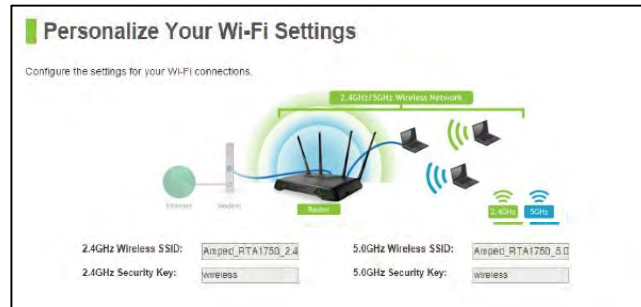 Personalize Your Wi-Fi Settings
Configure the settings for your Wi-Fi connections.
2.4GHz/5GHz Wireless Network
Internet Modem Router 2.4GHz 5GHz
2.4GHz Wireless SSID: Amped_RTA1750_2.4 5.0GHz Wireless SSID: Amped_RTA1750_5.0
2.4GHz Security Key: wireless 5.0GHz Security Key: wireless